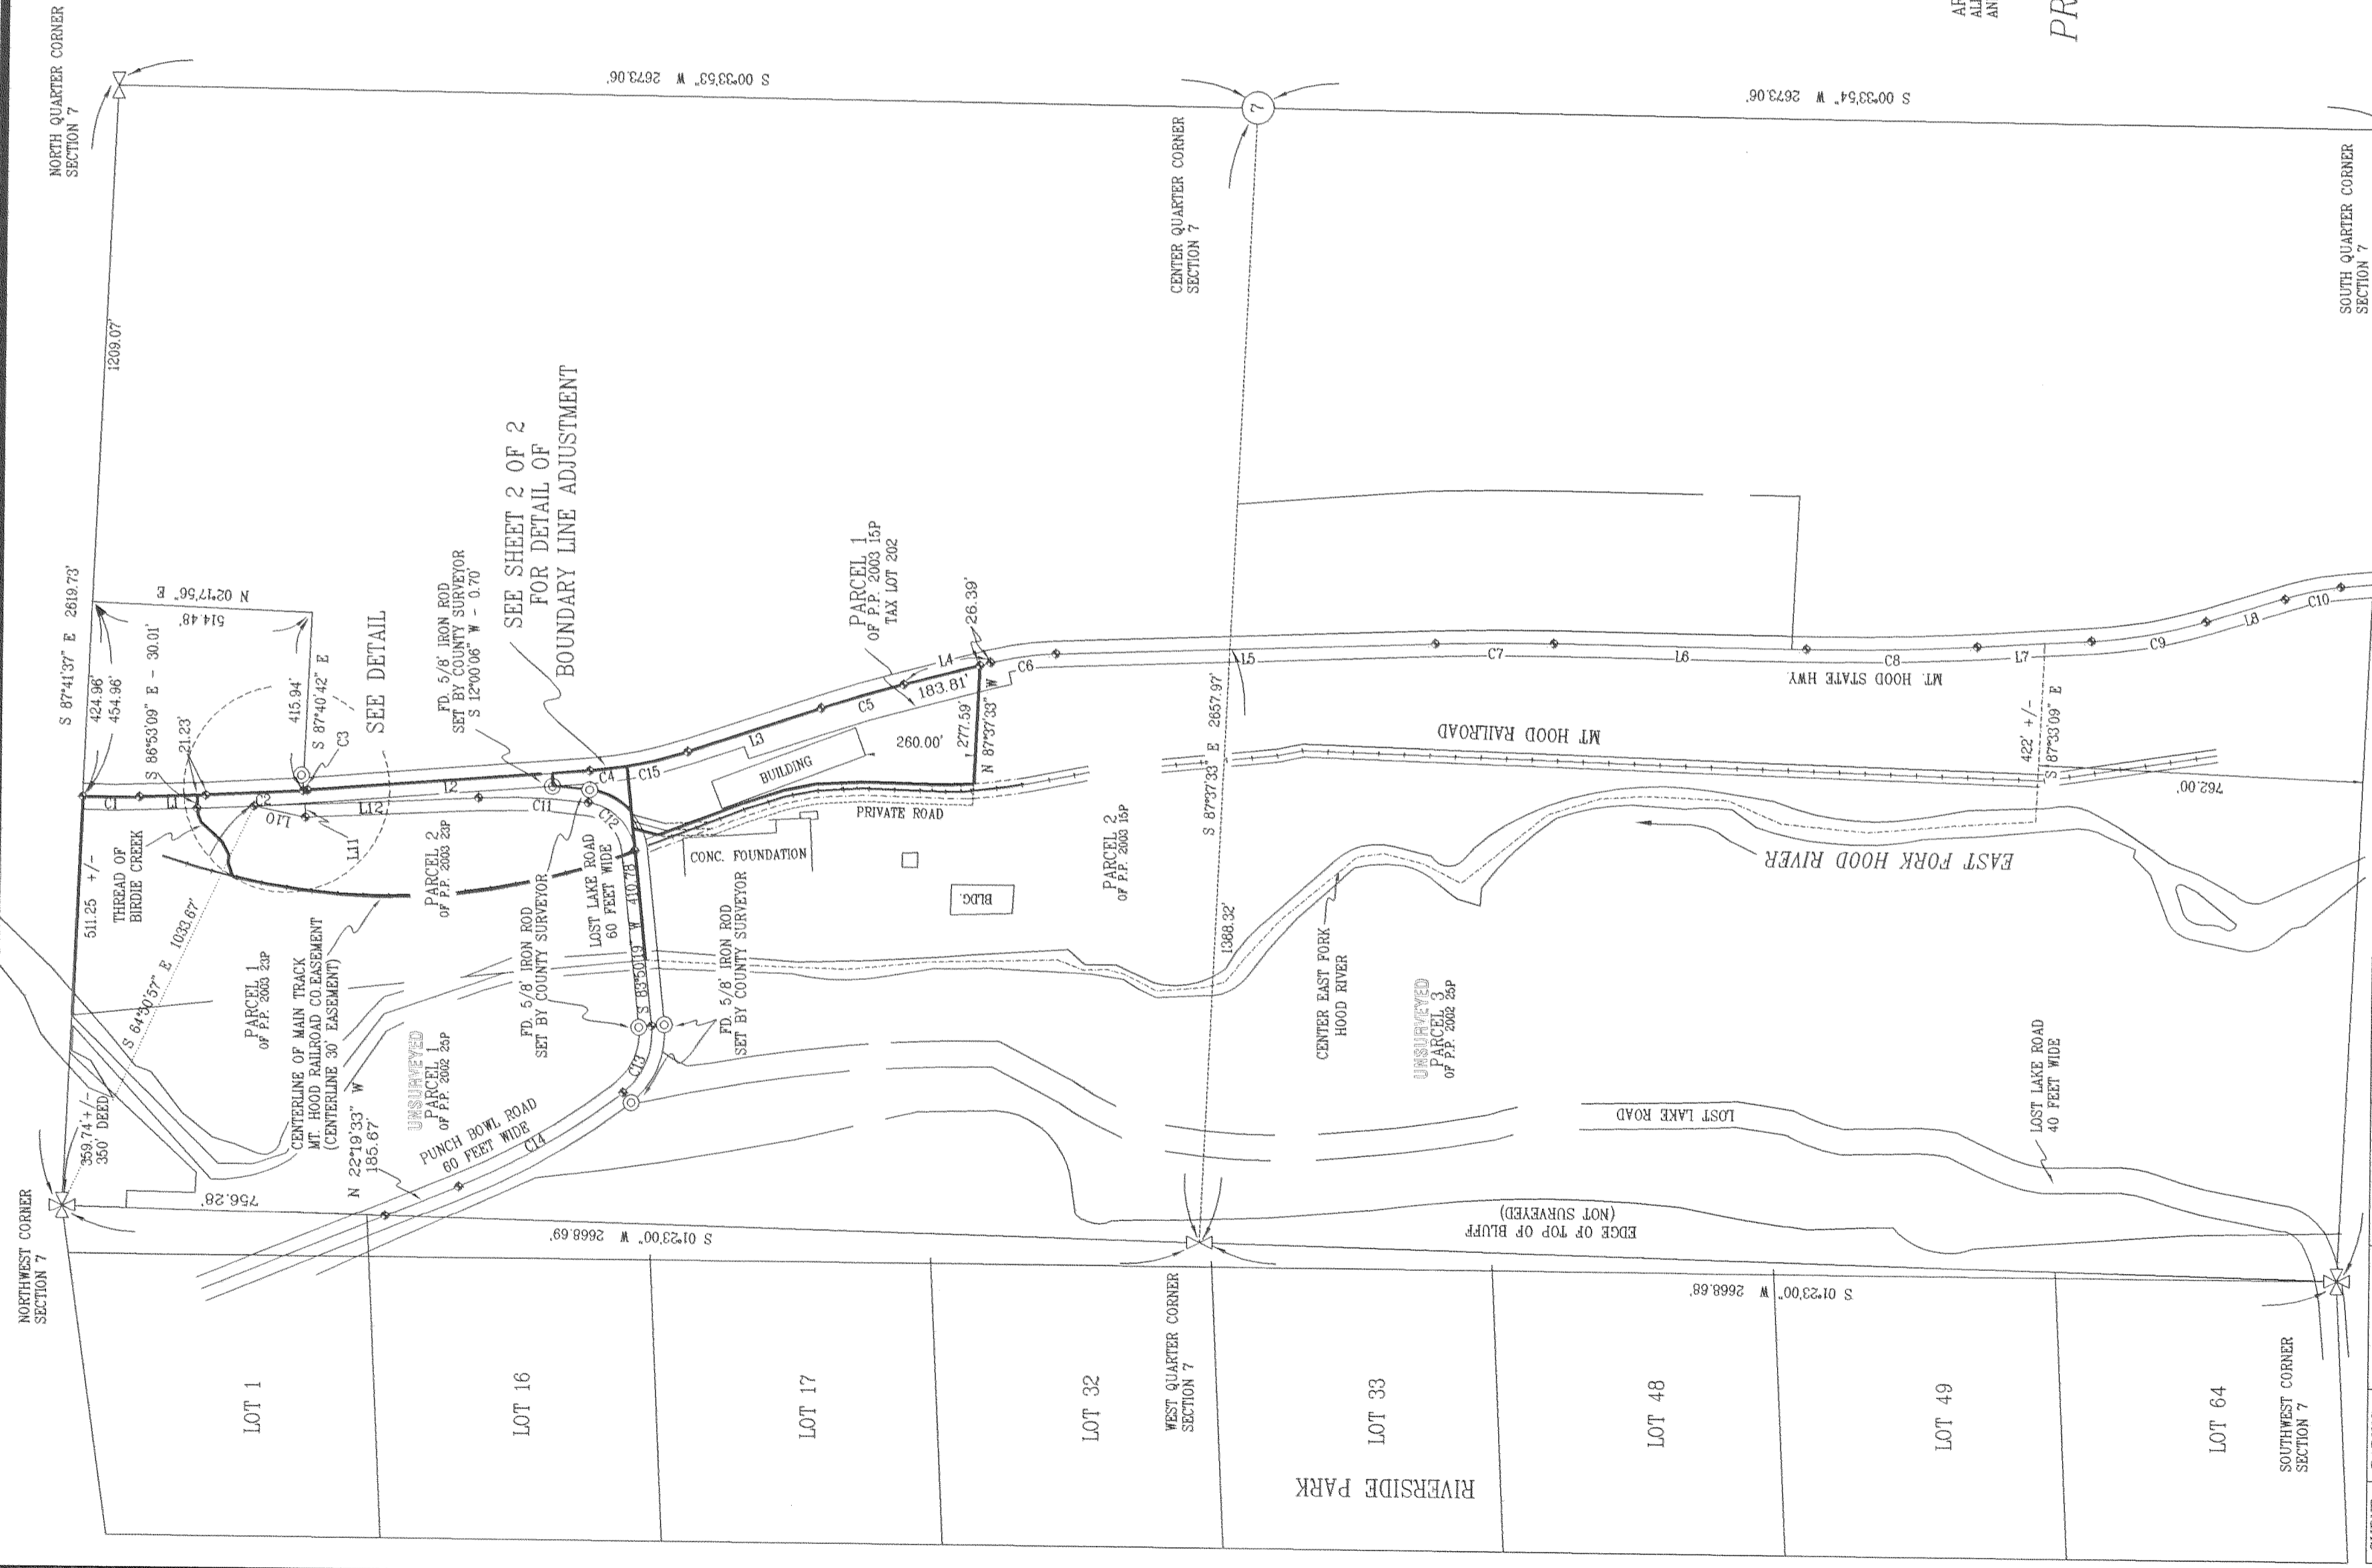 NORTHWEST CORNER
SECTION 7
359.74'+/-
350' DEED
511.25 +/-
S 87°41'37" E 2619.73'
424.96'
454.96'
1209.07'
NORTH QUARTER CORNER
SECTION 7
S 00°33'53" W 2673.06'
CENTER QUARTER CORNER
SECTION 7
7
S 00°33'54" W 2673.06'
SOUTH QUARTER CORNER
SECTION 7
N 02°17'56" E
514.48'
S 86°53'09" E - 30.01'
21.23'
415.94'
S 87°40'42" E
C3
SEE DETAIL
C1
L1
C2
L10
L11
L12
L2
THREAD OF
BIRDIE CREEK
S 64°50'57" E 1033.67'
PARCEL 1
OF P.P. 2003 23P
PARCEL 2
OF P.P. 2003 23P
CENTERLINE OF MAIN TRACK
MT. HOOD RAILROAD CO.EASEMENT
(CENTERLINE 30' EASEMENT)
N 22°19'33" W
185.67'
756.28'
UNSURVEYED
PARCEL 1
OF P.P. 2002 25P
PUNCH BOWL ROAD
60 FEET WIDE
C14
C13
FD. 5/8' IRON ROD
SET BY COUNTY SURVEYOR
S 12°00'06" W - 0.70'
SEE SHEET 2 OF 2
FOR DETAIL OF
BOUNDARY LINE ADJUSTMENT
C4
C15
C11
C12
LOST LAKE ROAD
60 FEET WIDE
FD. 5/8' IRON ROD
SET BY COUNTY SURVEYOR
S 83°50'19 W 410.78'
FD. 5/8' IRON ROD
SET BY COUNTY SURVEYOR
CONC. FOUNDATION
BUILDING
L3
C5
L4
183.81'
260.00'
277.59'
N 87°37'33" W
26.39'
C6
PARCEL 1
OF P.P. 2003 15P
TAX LOT 202
PRIVATE ROAD
BLDG.
PARCEL 2
OF P.P. 2003 15P
S 87°37'33" E 2657.97'
1368.32'
L5
C7
L6
C8
L7
C9
L8
C10
MT. HOOD STATE HWY.
MT HOOD RAILROAD
422' +/-
S 87°33'09" E
762.00'
EAST FORK HOOD RIVER
CENTER EAST FORK
HOOD RIVER
UNSURVEYED
PARCEL 3
OF P.P. 2002 25P
LOST LAKE ROAD
LOST LAKE ROAD
40 FEET WIDE
EDGE OF TOP OF BLUFF
(NOT SURVEYED)
S 01°23'00" W 2668.69'
S 01°23'00" W 2668.68'
WEST QUARTER CORNER
SECTION 7
SOUTHWEST CORNER
SECTION 7
LOT 1
LOT 16
LOT 17
LOT 32
LOT 33
LOT 48
LOT 49
LOT 64
RIVERSIDE PARK